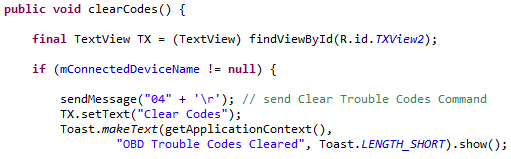 public void clearCodes() {
final TextView TX = (TextView) findViewById(R.id.TXView2);
if (mConnectedDeviceName != null) {
sendMessage("04" + '\r'); // send Clear Trouble Codes Command
TX.setText("Clear Codes");
Toast.makeText(getApplicationContext(),
"OBD Trouble Codes Cleared", Toast.LENGTH_SHORT).show();